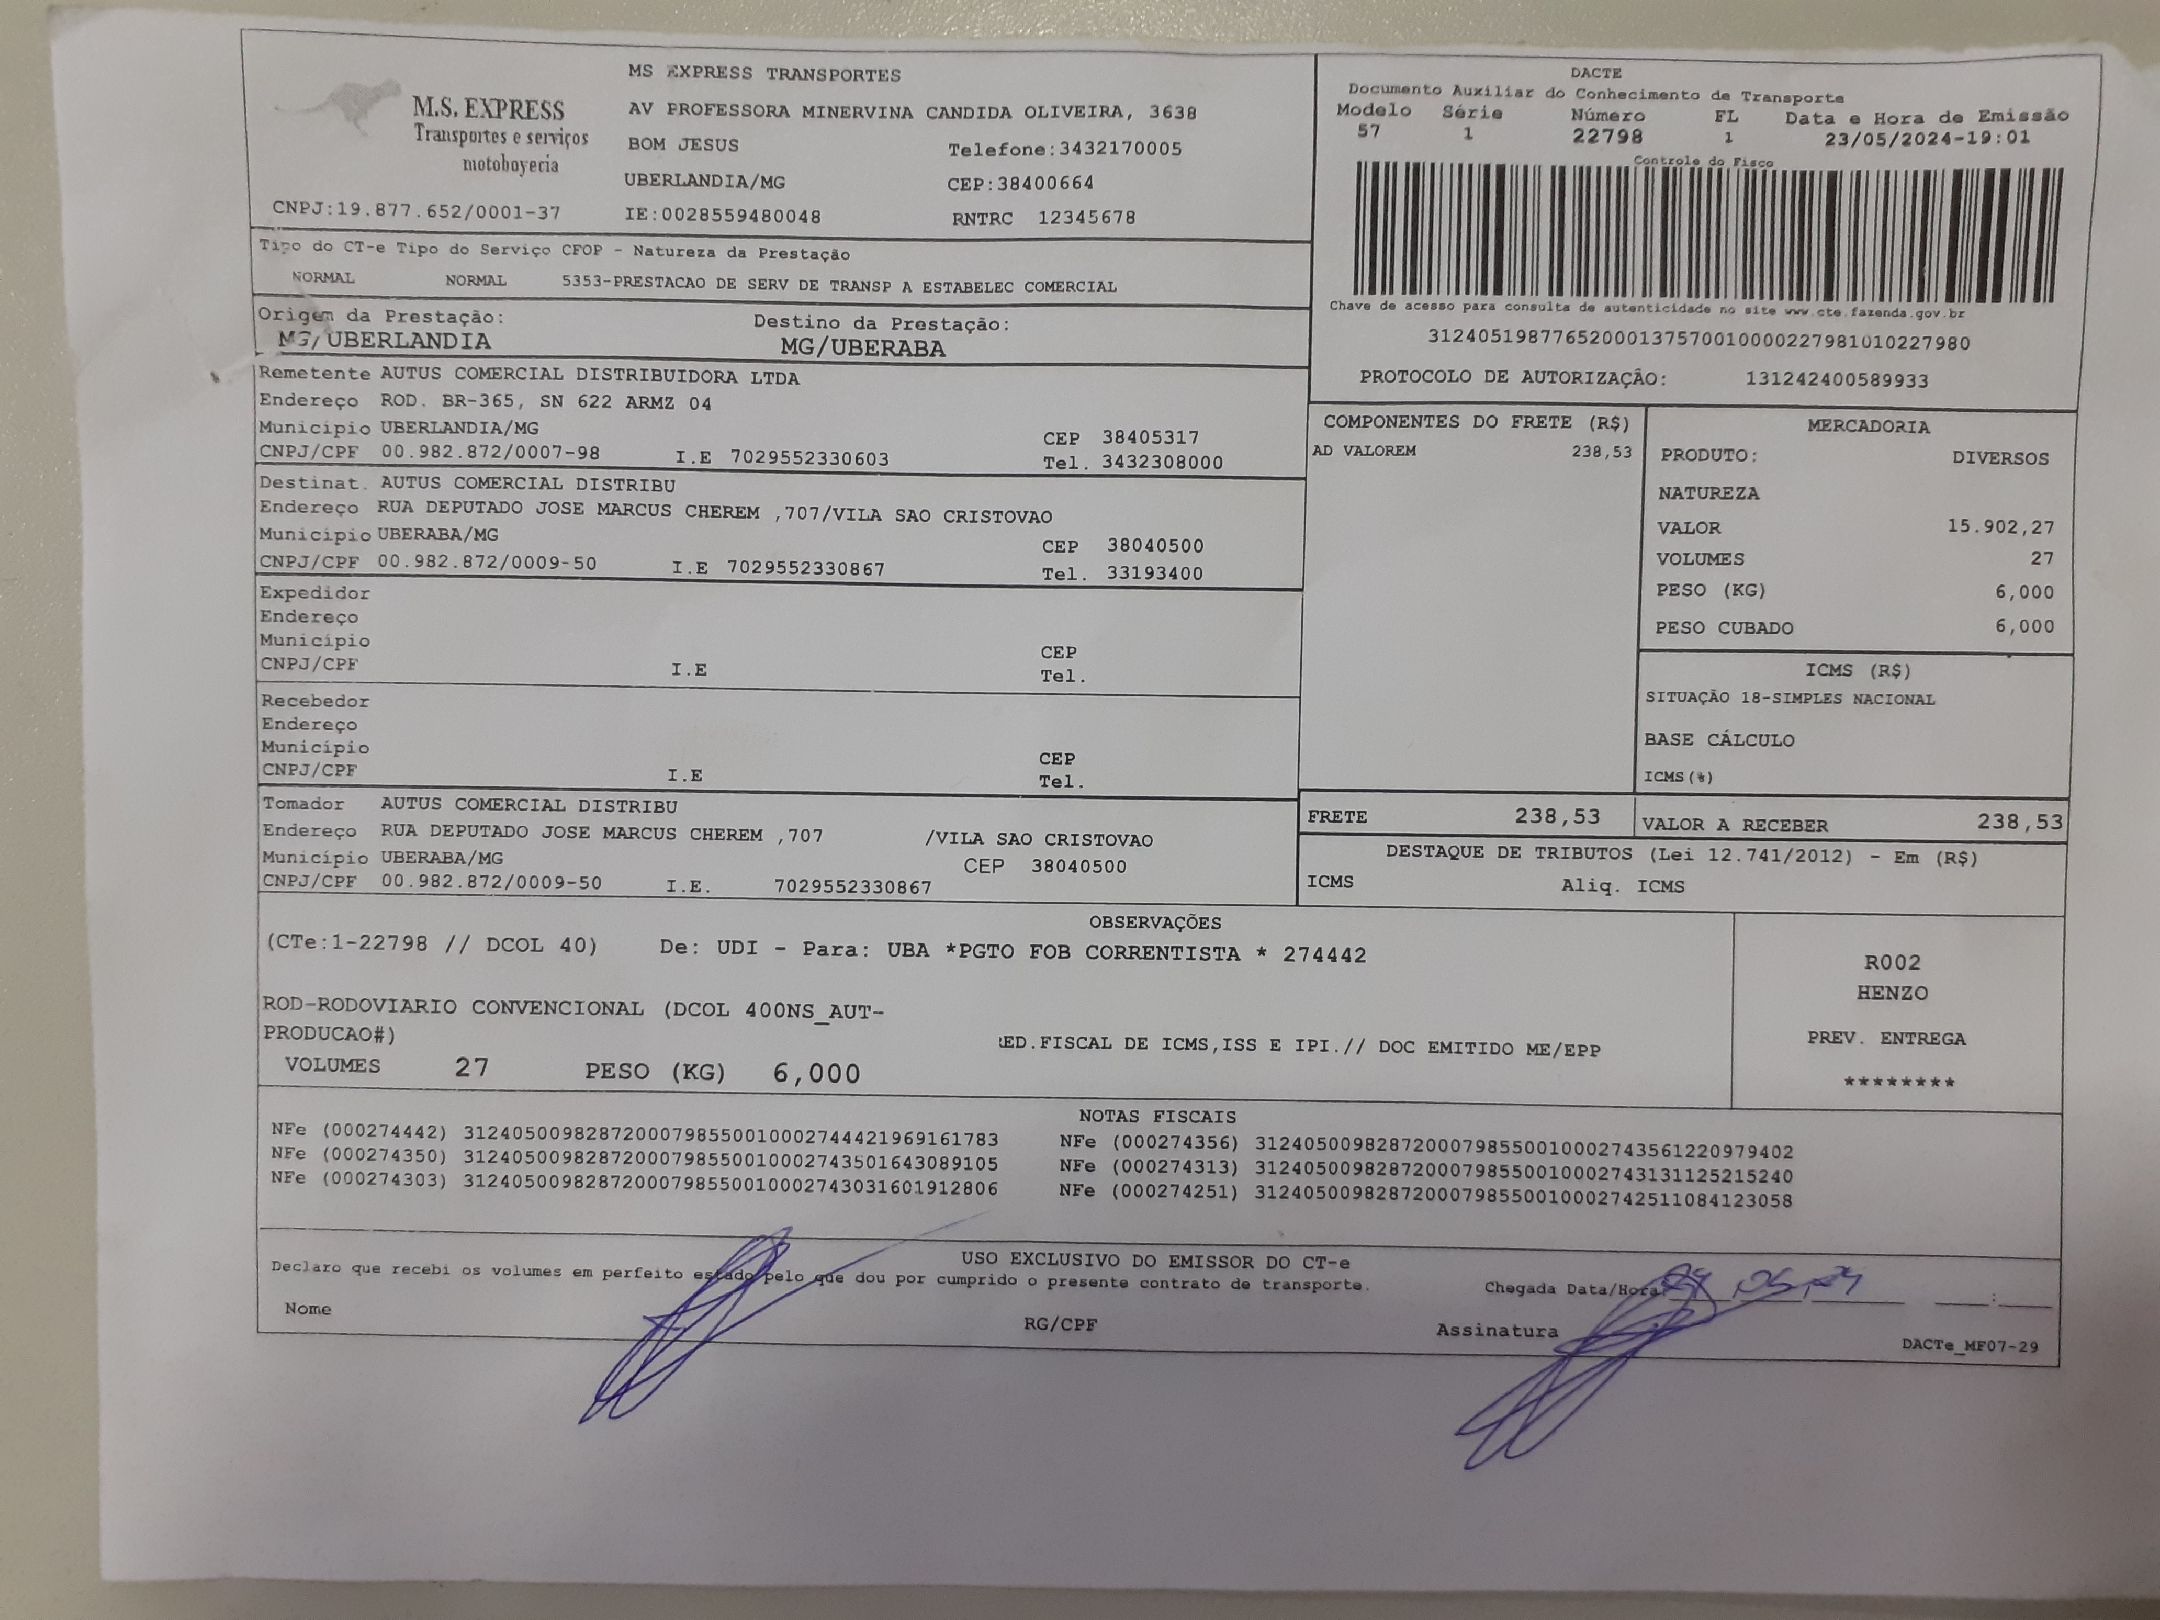 M.S. EXPRESS
Transportes e serviços
motoboyeria
CNPJ:19.877.652/0001-37
MS EXPRESS TRANSPORTES
AV PROFESSORA MINERVINA CANDIDA OLIVEIRA, 3638
BOM JESUS Telefone:3432170005
UBERLANDIA/MG CEP:38400664
IE:0028559480048 RNTRC 12345678
DACTE
Documento Auxiliar do Conhecimento de Transporte
Modelo Série Número FL Data e Hora de Emissão
57 1 22798 1 23/05/2024-19:01
Controle do Fisco
Chave de acesso para consulta de autenticidade no site www.cte.fazenda.gov.br
31240519877652000137570010000227981010227980
PROTOCOLO DE AUTORIZAÇÃO: 131242400589933
Tipo do CT-e Tipo do Serviço CFOP - Natureza da Prestação
NORMAL NORMAL 5353-PRESTACAO DE SERV DE TRANSP A ESTABELEC COMERCIAL
Origem da Prestação: Destino da Prestação:
MG/UBERLANDIA MG/UBERABA
Remetente AUTUS COMERCIAL DISTRIBUIDORA LTDA
Endereço ROD. BR-365, SN 622 ARMZ 04
Município UBERLANDIA/MG CEP 38405317
CNPJ/CPF 00.982.872/0007-98 I.E 7029552330603 Tel. 3432308000
Destinat. AUTUS COMERCIAL DISTRIBU
Endereço RUA DEPUTADO JOSE MARCUS CHEREM ,707/VILA SAO CRISTOVAO
Município UBERABA/MG CEP 38040500
CNPJ/CPF 00.982.872/0009-50 I.E 7029552330867 Tel. 33193400
Expedidor
Endereço
Município CEP
CNPJ/CPF I.E Tel.
Recebedor
Endereço
Município CEP
CNPJ/CPF I.E Tel.
Tomador AUTUS COMERCIAL DISTRIBU
Endereço RUA DEPUTADO JOSE MARCUS CHEREM ,707 /VILA SAO CRISTOVAO
Município UBERABA/MG CEP 38040500
CNPJ/CPF 00.982.872/0009-50 I.E. 7029552330867
COMPONENTES DO FRETE (R$)
AD VALOREM 238,53
MERCADORIA
PRODUTO: DIVERSOS
NATUREZA
VALOR 15.902,27
VOLUMES 27
PESO (KG) 6,000
PESO CUBADO 6,000
ICMS (R$)
SITUAÇÃO 18-SIMPLES NACIONAL
BASE CÁLCULO
ICMS(%)
FRETE 238,53 VALOR A RECEBER 238,53
DESTAQUE DE TRIBUTOS (Lei 12.741/2012) - Em (R$)
ICMS Aliq. ICMS
OBSERVAÇÕES
(CTe:1-22798 // DCOL 40) De: UDI - Para: UBA *PGTO FOB CORRENTISTA * 274442
ROD-RODOVIARIO CONVENCIONAL (DCOL 400NS_AUT-
PRODUCAO#) RED.FISCAL DE ICMS,ISS E IPI.// DOC EMITIDO ME/EPP
VOLUMES 27 PESO (KG) 6,000
R002
HENZO
PREV. ENTREGA
********
NOTAS FISCAIS
NFe (000274442) 31240500982872000798550010002744421969161783 NFe (000274356) 31240500982872000798550010002743561220979402
NFe (000274350) 31240500982872000798550010002743501643089105 NFe (000274313) 31240500982872000798550010002743131125215240
NFe (000274303) 31240500982872000798550010002743031601912806 NFe (000274251) 31240500982872000798550010002742511084123058
USO EXCLUSIVO DO EMISSOR DO CT-e
Declaro que recebi os volumes em perfeito estado pelo que dou por cumprido o presente contrato de transporte. Chegada Data/Hora
Nome RG/CPF Assinatura
DACTe_MF07-29